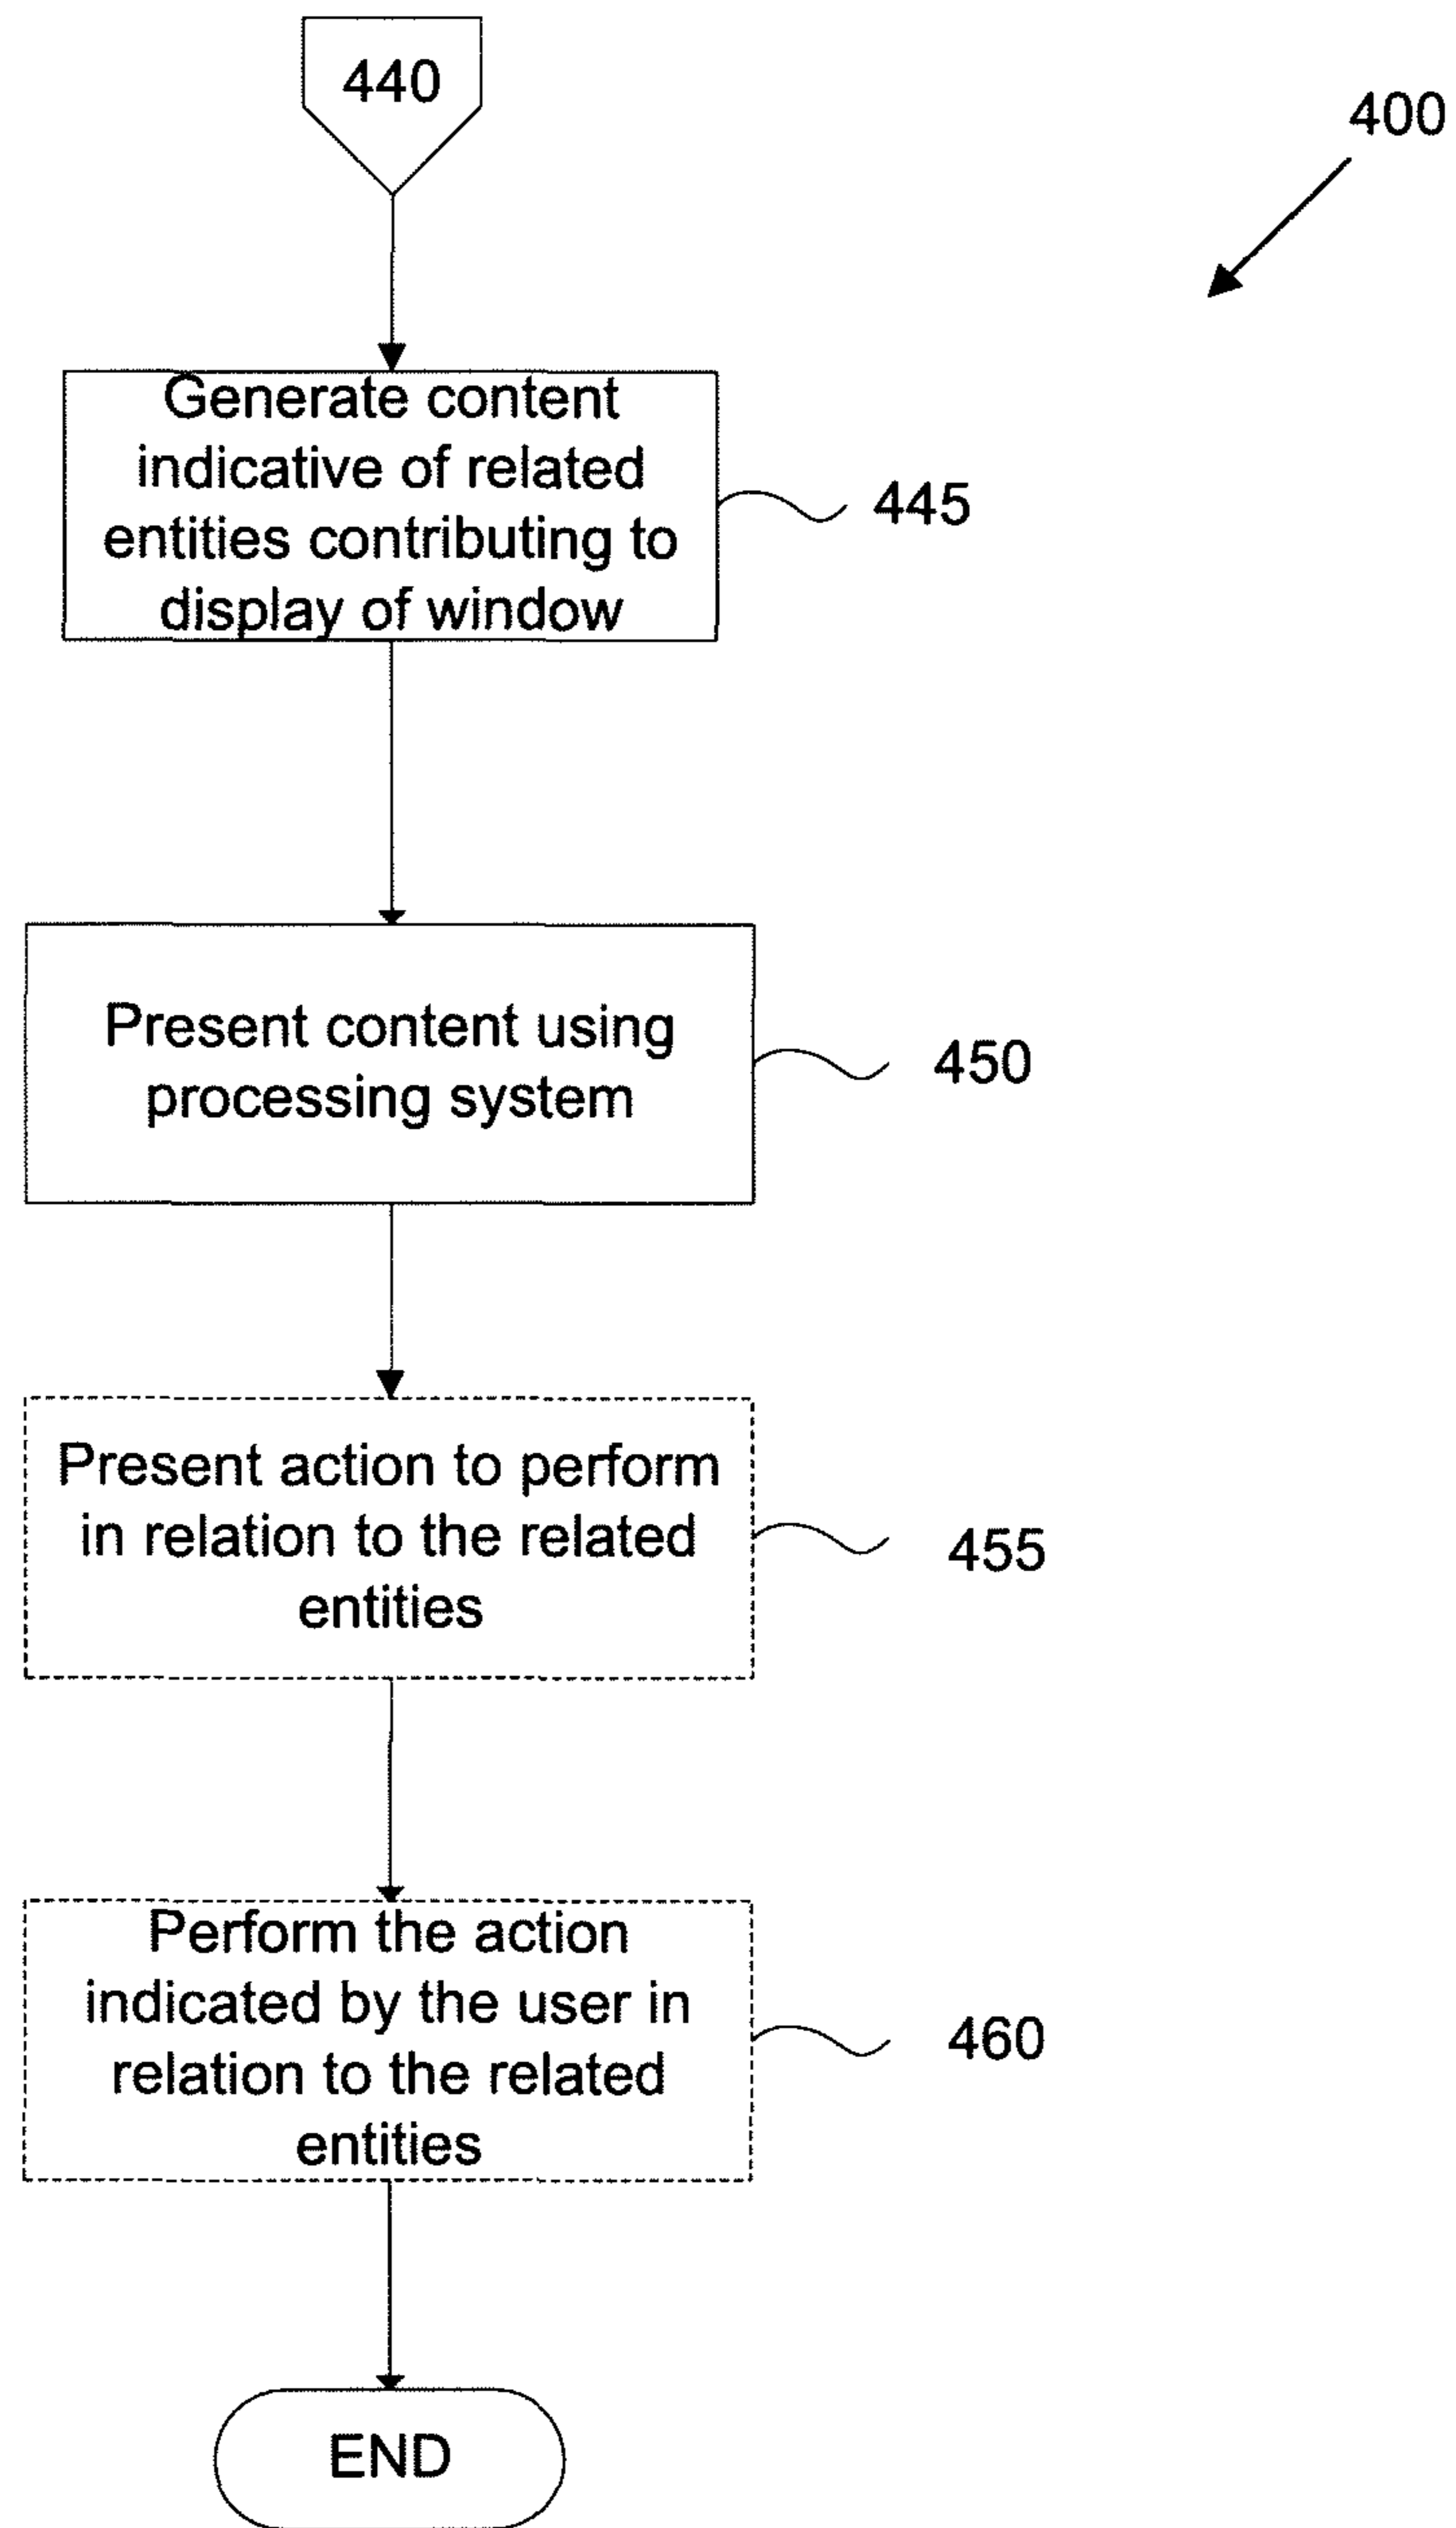 440
400
Generate content
indicative of related
entities contributing to
display of window
445
Present content using
processing system
450
Present action to perform
in relation to the related
entities
455
Perform the action
indicated by the user in
relation to the related
entities
460
END